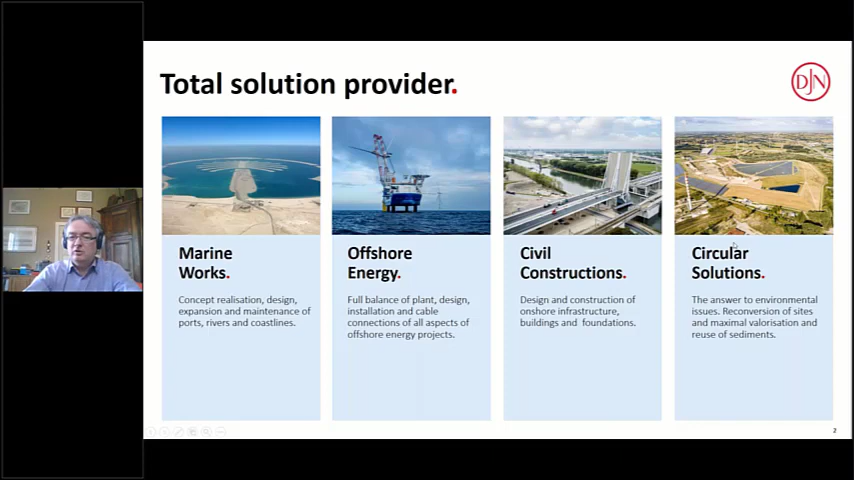 Total solution provider.
DJN
Marine
Works.
Concept realisation, design,
expansion and maintenance of
ports, rivers and coastlines.
Offshore
Energy.
Full balance of plant, design,
installation and cable
connections of all aspects of
offshore energy projects.
Civil
Constructions.
Design and construction of
onshore infrastructure,
buildings and foundations.
Circular
Solutions.
The answer to environmental
issues. Reconversion of sites
and maximal valorisation and
reuse of sediments.
2